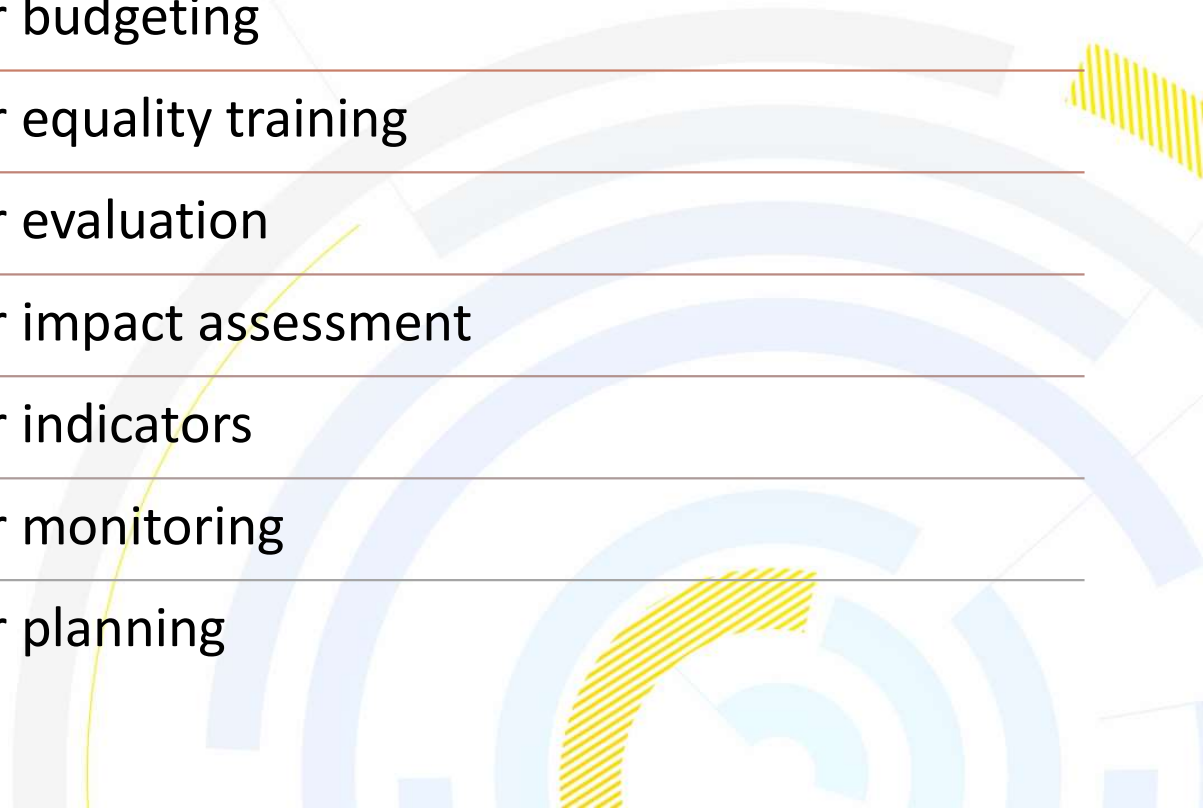 r budgeting
r equality training
r evaluation
r impact assessment
r indicators
r monitoring
r planning